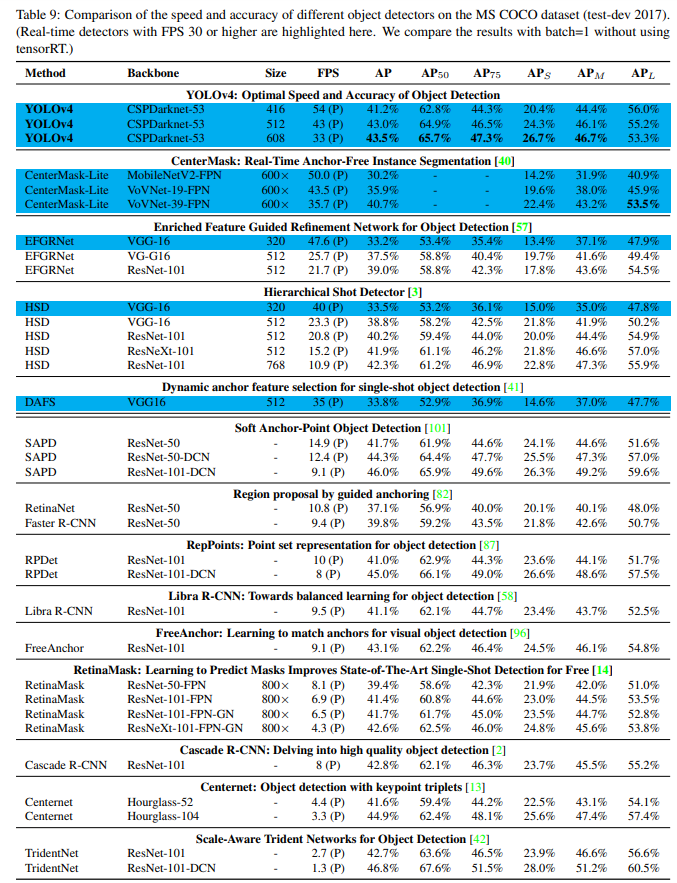 Table 9: Comparison of the speed and accuracy of different object detectors on the MS COCO dataset (test-dev 2017).
(Real-time detectors with FPS 30 or higher are highlighted here. We compare the results with batch=1 without using
tensorRT.)
Method Backbone Size FPS AP AP50 AP75 APS APM APL
YOLOv4: Optimal Speed and Accuracy of Object Detection
YOLOv4 CSPDarknet-53 416 54 (P) 41.2% 62.8% 44.3% 20.4% 44.4% 56.0%
YOLOv4 CSPDarknet-53 512 43 (P) 43.0% 64.9% 46.5% 24.3% 46.1% 55.2%
YOLOv4 CSPDarknet-53 608 33 (P) 43.5% 65.7% 47.3% 26.7% 46.7% 53.3%
CenterMask: Real-Time Anchor-Free Instance Segmentation [40]
CenterMask-Lite MobileNetV2-FPN 600× 50.0 (P) 30.2% - - 14.2% 31.9% 40.9%
CenterMask-Lite VoVNet-19-FPN 600× 43.5 (P) 35.9% - - 19.6% 38.0% 45.9%
CenterMask-Lite VoVNet-39-FPN 600× 35.7 (P) 40.7% - - 22.4% 43.2% 53.5%
Enriched Feature Guided Refinement Network for Object Detection [57]
EFGRNet VGG-16 320 47.6 (P) 33.2% 53.4% 35.4% 13.4% 37.1% 47.9%
EFGRNet VG-G16 512 25.7 (P) 37.5% 58.8% 40.4% 19.7% 41.6% 49.4%
EFGRNet ResNet-101 512 21.7 (P) 39.0% 58.8% 42.3% 17.8% 43.6% 54.5%
Hierarchical Shot Detector [3]
HSD VGG-16 320 40 (P) 33.5% 53.2% 36.1% 15.0% 35.0% 47.8%
HSD VGG-16 512 23.3 (P) 38.8% 58.2% 42.5% 21.8% 41.9% 50.2%
HSD ResNet-101 512 20.8 (P) 40.2% 59.4% 44.0% 20.0% 44.4% 54.9%
HSD ResNeXt-101 512 15.2 (P) 41.9% 61.1% 46.2% 21.8% 46.6% 57.0%
HSD ResNet-101 768 10.9 (P) 42.3% 61.2% 46.9% 22.8% 47.3% 55.9%
Dynamic anchor feature selection for single-shot object detection [41]
DAFS VGG16 512 35 (P) 33.8% 52.9% 36.9% 14.6% 37.0% 47.7%
Soft Anchor-Point Object Detection [101]
SAPD ResNet-50 - 14.9 (P) 41.7% 61.9% 44.6% 24.1% 44.6% 51.6%
SAPD ResNet-50-DCN - 12.4 (P) 44.3% 64.4% 47.7% 25.5% 47.3% 57.0%
SAPD ResNet-101-DCN - 9.1 (P) 46.0% 65.9% 49.6% 26.3% 49.2% 59.6%
Region proposal by guided anchoring [82]
RetinaNet ResNet-50 - 10.8 (P) 37.1% 56.9% 40.0% 20.1% 40.1% 48.0%
Faster R-CNN ResNet-50 - 9.4 (P) 39.8% 59.2% 43.5% 21.8% 42.6% 50.7%
RepPoints: Point set representation for object detection [87]
RPDet ResNet-101 - 10 (P) 41.0% 62.9% 44.3% 23.6% 44.1% 51.7%
RPDet ResNet-101-DCN - 8 (P) 45.0% 66.1% 49.0% 26.6% 48.6% 57.5%
Libra R-CNN: Towards balanced learning for object detection [58]
Libra R-CNN ResNet-101 - 9.5 (P) 41.1% 62.1% 44.7% 23.4% 43.7% 52.5%
FreeAnchor: Learning to match anchors for visual object detection [96]
FreeAnchor ResNet-101 - 9.1 (P) 43.1% 62.2% 46.4% 24.5% 46.1% 54.8%
RetinaMask: Learning to Predict Masks Improves State-of-The-Art Single-Shot Detection for Free [14]
RetinaMask ResNet-50-FPN 800× 8.1 (P) 39.4% 58.6% 42.3% 21.9% 42.0% 51.0%
RetinaMask ResNet-101-FPN 800× 6.9 (P) 41.4% 60.8% 44.6% 23.0% 44.5% 53.5%
RetinaMask ResNet-101-FPN-GN 800× 6.5 (P) 41.7% 61.7% 45.0% 23.5% 44.7% 52.8%
RetinaMask ResNeXt-101-FPN-GN 800× 4.3 (P) 42.6% 62.5% 46.0% 24.8% 45.6% 53.8%
Cascade R-CNN: Delving into high quality object detection [2]
Cascade R-CNN ResNet-101 - 8 (P) 42.8% 62.1% 46.3% 23.7% 45.5% 55.2%
Centernet: Object detection with keypoint triplets [13]
Centernet Hourglass-52 - 4.4 (P) 41.6% 59.4% 44.2% 22.5% 43.1% 54.1%
Centernet Hourglass-104 - 3.3 (P) 44.9% 62.4% 48.1% 25.6% 47.4% 57.4%
Scale-Aware Trident Networks for Object Detection [42]
TridentNet ResNet-101 - 2.7 (P) 42.7% 63.6% 46.5% 23.9% 46.6% 56.6%
TridentNet ResNet-101-DCN - 1.3 (P) 46.8% 67.6% 51.5% 28.0% 51.2% 60.5%